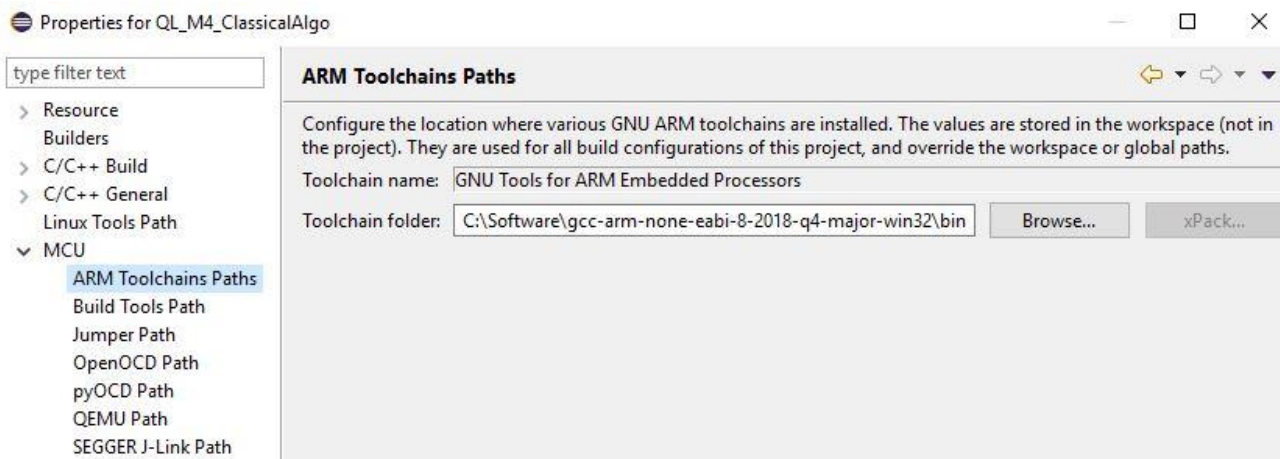 Properties for QL_M4_ClassicalAlgo
type filter text
Resource
Builders
C/C++ Build
C/C++ General
Linux Tools Path
MCU
ARM Toolchains Paths
Build Tools Path
Jumper Path
OpenOCD Path
pyOCD Path
QEMU Path
SEGGER J-Link Path
ARM Toolchains Paths
Configure the location where various GNU ARM toolchains are installed. The values are stored in the workspace (not in
the project). They are used for all build configurations of this project, and override the workspace or global paths.
Toolchain name: GNU Tools for ARM Embedded Processors
Toolchain folder: C:\Software\gcc-arm-none-eabi-8-2018-q4-major-win32\bin Browse... xPack...